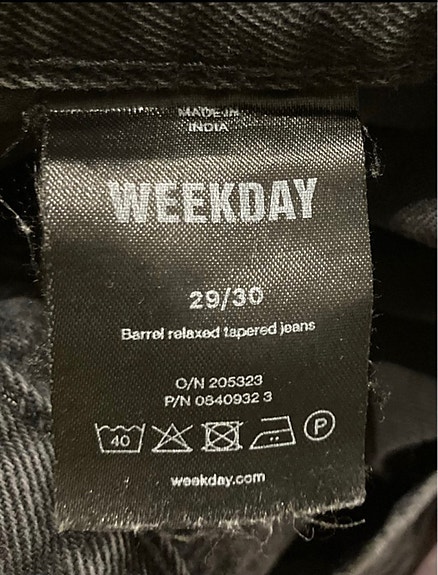 MADE IN
INDIA
WEEKDAY
29/30
Barrel relaxed tapered jeans
O/N 205323
P/N 0840932 3
40 P
weekday.com